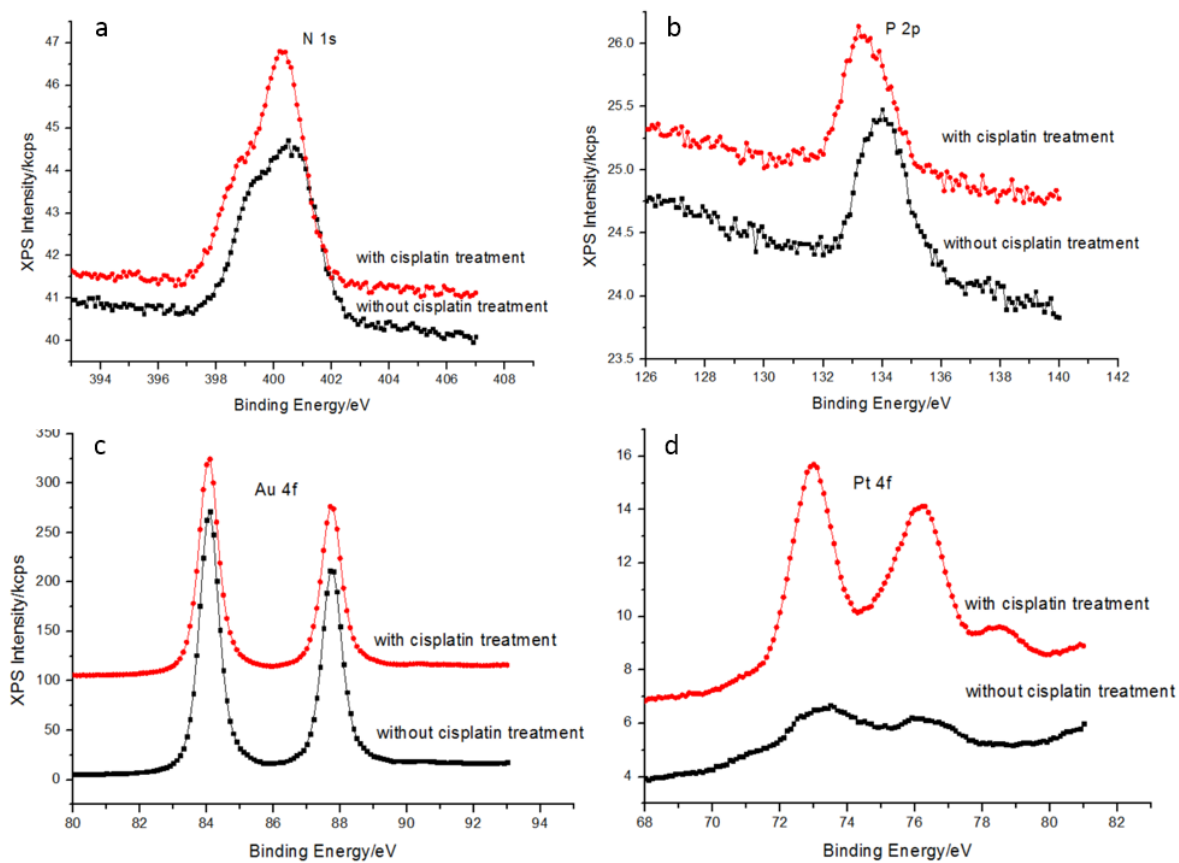 a
N 1s
47
46
45
44
43
42
41
40
XPS Intensity/kcps
with cisplatin treatment
without cisplatin treatment
394 396 398 400 402 404 406 408
Binding Energy/eV
b
P 2p
26.0
25.5
25.0
24.5
24.0
23.5
XPS Intensity/kcps
with cisplatin treatment
without cisplatin treatment
126 128 130 132 134 136 138 140 142
Binding Energy/eV
c
Au 4f
350
300
250
200
150
100
50
0
XPS Intensity/kcps
with cisplatin treatment
without cisplatin treatment
80 82 84 86 88 90 92 94
Binding Energy/eV
d
Pt 4f
16
14
12
10
8
6
4
with cisplatin treatment
without cisplatin treatment
68 70 72 74 76 78 80 82
Binding Energy/eV